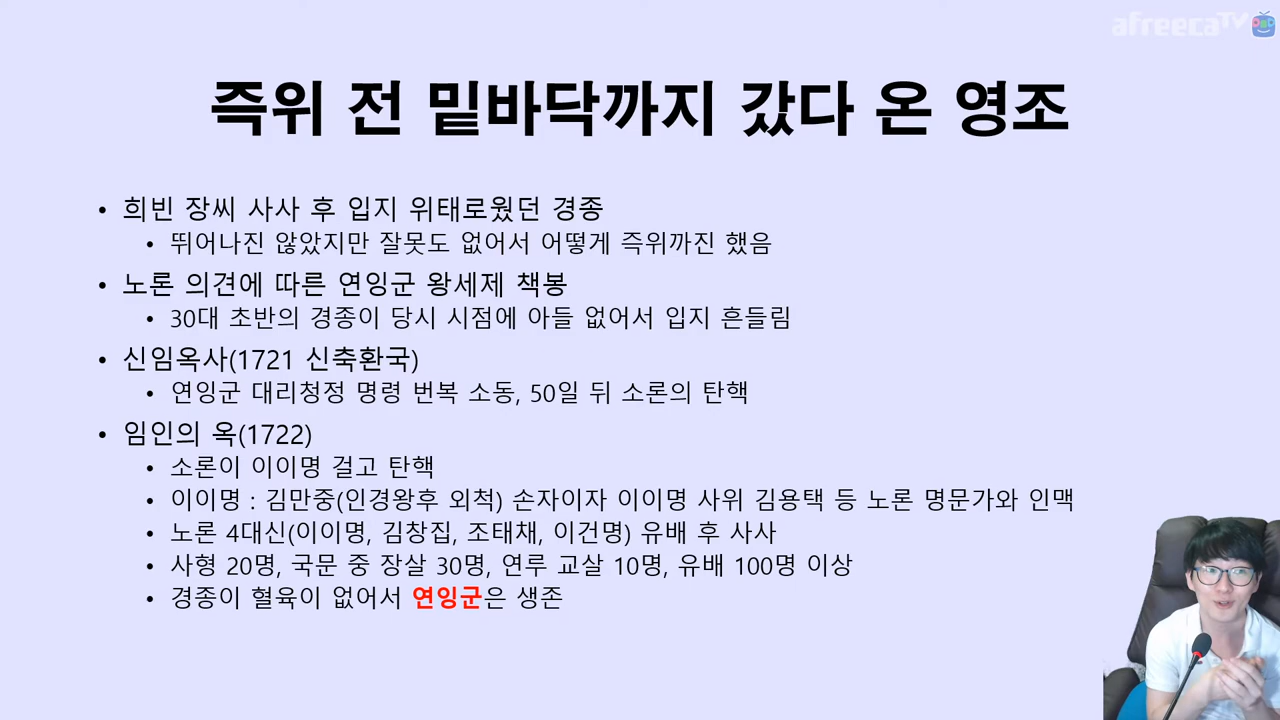 afreecaTV
즉위 전 밑바닥까지 갔다 온 영조
• 희빈 장씨 사사 후 입지 위태로웠던 경종
• 뛰어나진 않았지만 잘못도 없어서 어떻게 즉위까진 했음
• 노론 의견에 따른 연잉군 왕세제 책봉
• 30대 초반의 경종이 당시 시점에 아들 없어서 입지 흔들림
• 신임옥사(1721 신축환국)
• 연잉군 대리청정 명령 번복 소동, 50일 뒤 소론의 탄핵
• 임인의 옥(1722)
• 소론이 이이명 걸고 탄핵
• 이이명 : 김만중(인경왕후 외척) 손자이자 이이명 사위 김용택 등 노론 명문가와 인맥
• 노론 4대신(이이명, 김창집, 조태채, 이건명) 유배 후 사사
• 사형 20명, 국문 중 장살 30명, 연루 교살 10명, 유배 100명 이상
• 경종이 혈육이 없어서 연잉군은 생존